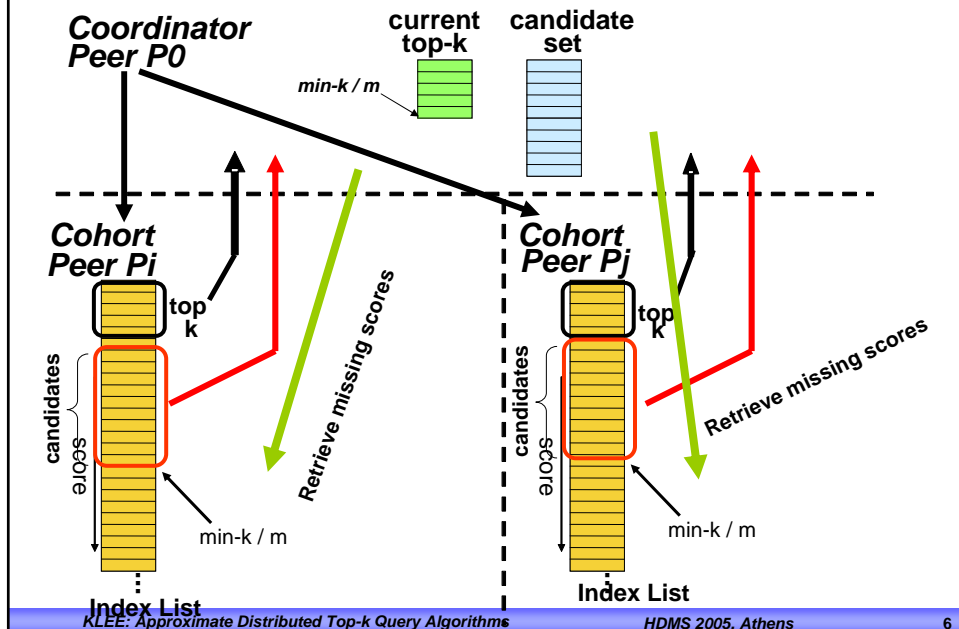 Coordinator
Peer P0
current
top-k
candidate
set
min-k / m
Cohort
Peer Pi
top
k
candidates
score
Retrieve missing scores
min-k / m
Index List
Cohort
Peer Pj
top
k
candidates
score
Retrieve missing scores
min-k / m
Index List
KLEE: Approximate Distributed Top-k Query Algorithms
HDMS 2005, Athens
6